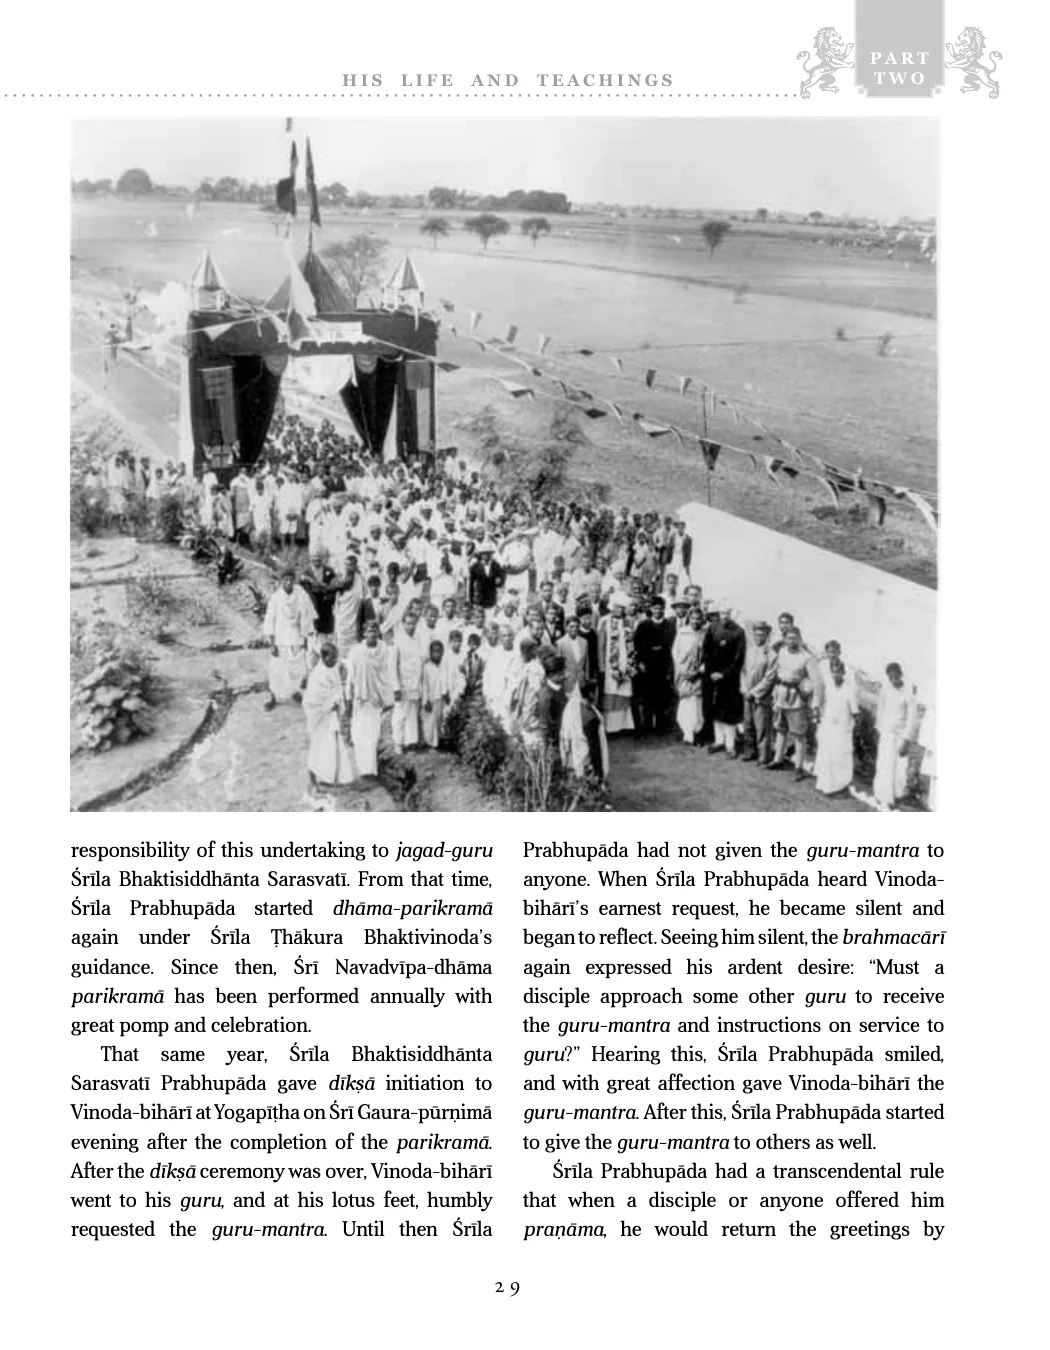 HIS LIFE AND TEACHINGS
PART
TWO
responsibility of this undertaking to jagad-guru
Śrīla Bhaktisiddhānta Sarasvatī. From that time,
Śrīla Prabhupāda started dhāma-parikramā
again under Śrīla Ṭhākura Bhaktivinoda’s
guidance. Since then, Śrī Navadvīpa-dhāma
parikramā has been performed annually with
great pomp and celebration.
That same year, Śrīla Bhaktisiddhānta
Sarasvatī Prabhupāda gave dīkṣā initiation to
Vinoda-bihārī at Yogapīṭha on Śrī Gaura-pūrṇimā
evening after the completion of the parikramā.
After the dīkṣā ceremony was over, Vinoda-bihārī
went to his guru, and at his lotus feet, humbly
requested the guru-mantra. Until then Śrīla
Prabhupāda had not given the guru-mantra to
anyone. When Śrīla Prabhupāda heard Vinoda-
bihārī’s earnest request, he became silent and
began to reflect. Seeing him silent, the brahmacārī
again expressed his ardent desire: “Must a
disciple approach some other guru to receive
the guru-mantra and instructions on service to
guru?” Hearing this, Śrīla Prabhupāda smiled,
and with great affection gave Vinoda-bihārī the
guru-mantra. After this, Śrīla Prabhupāda started
to give the guru-mantra to others as well.
Śrīla Prabhupāda had a transcendental rule
that when a disciple or anyone offered him
praṇāma, he would return the greetings by
29